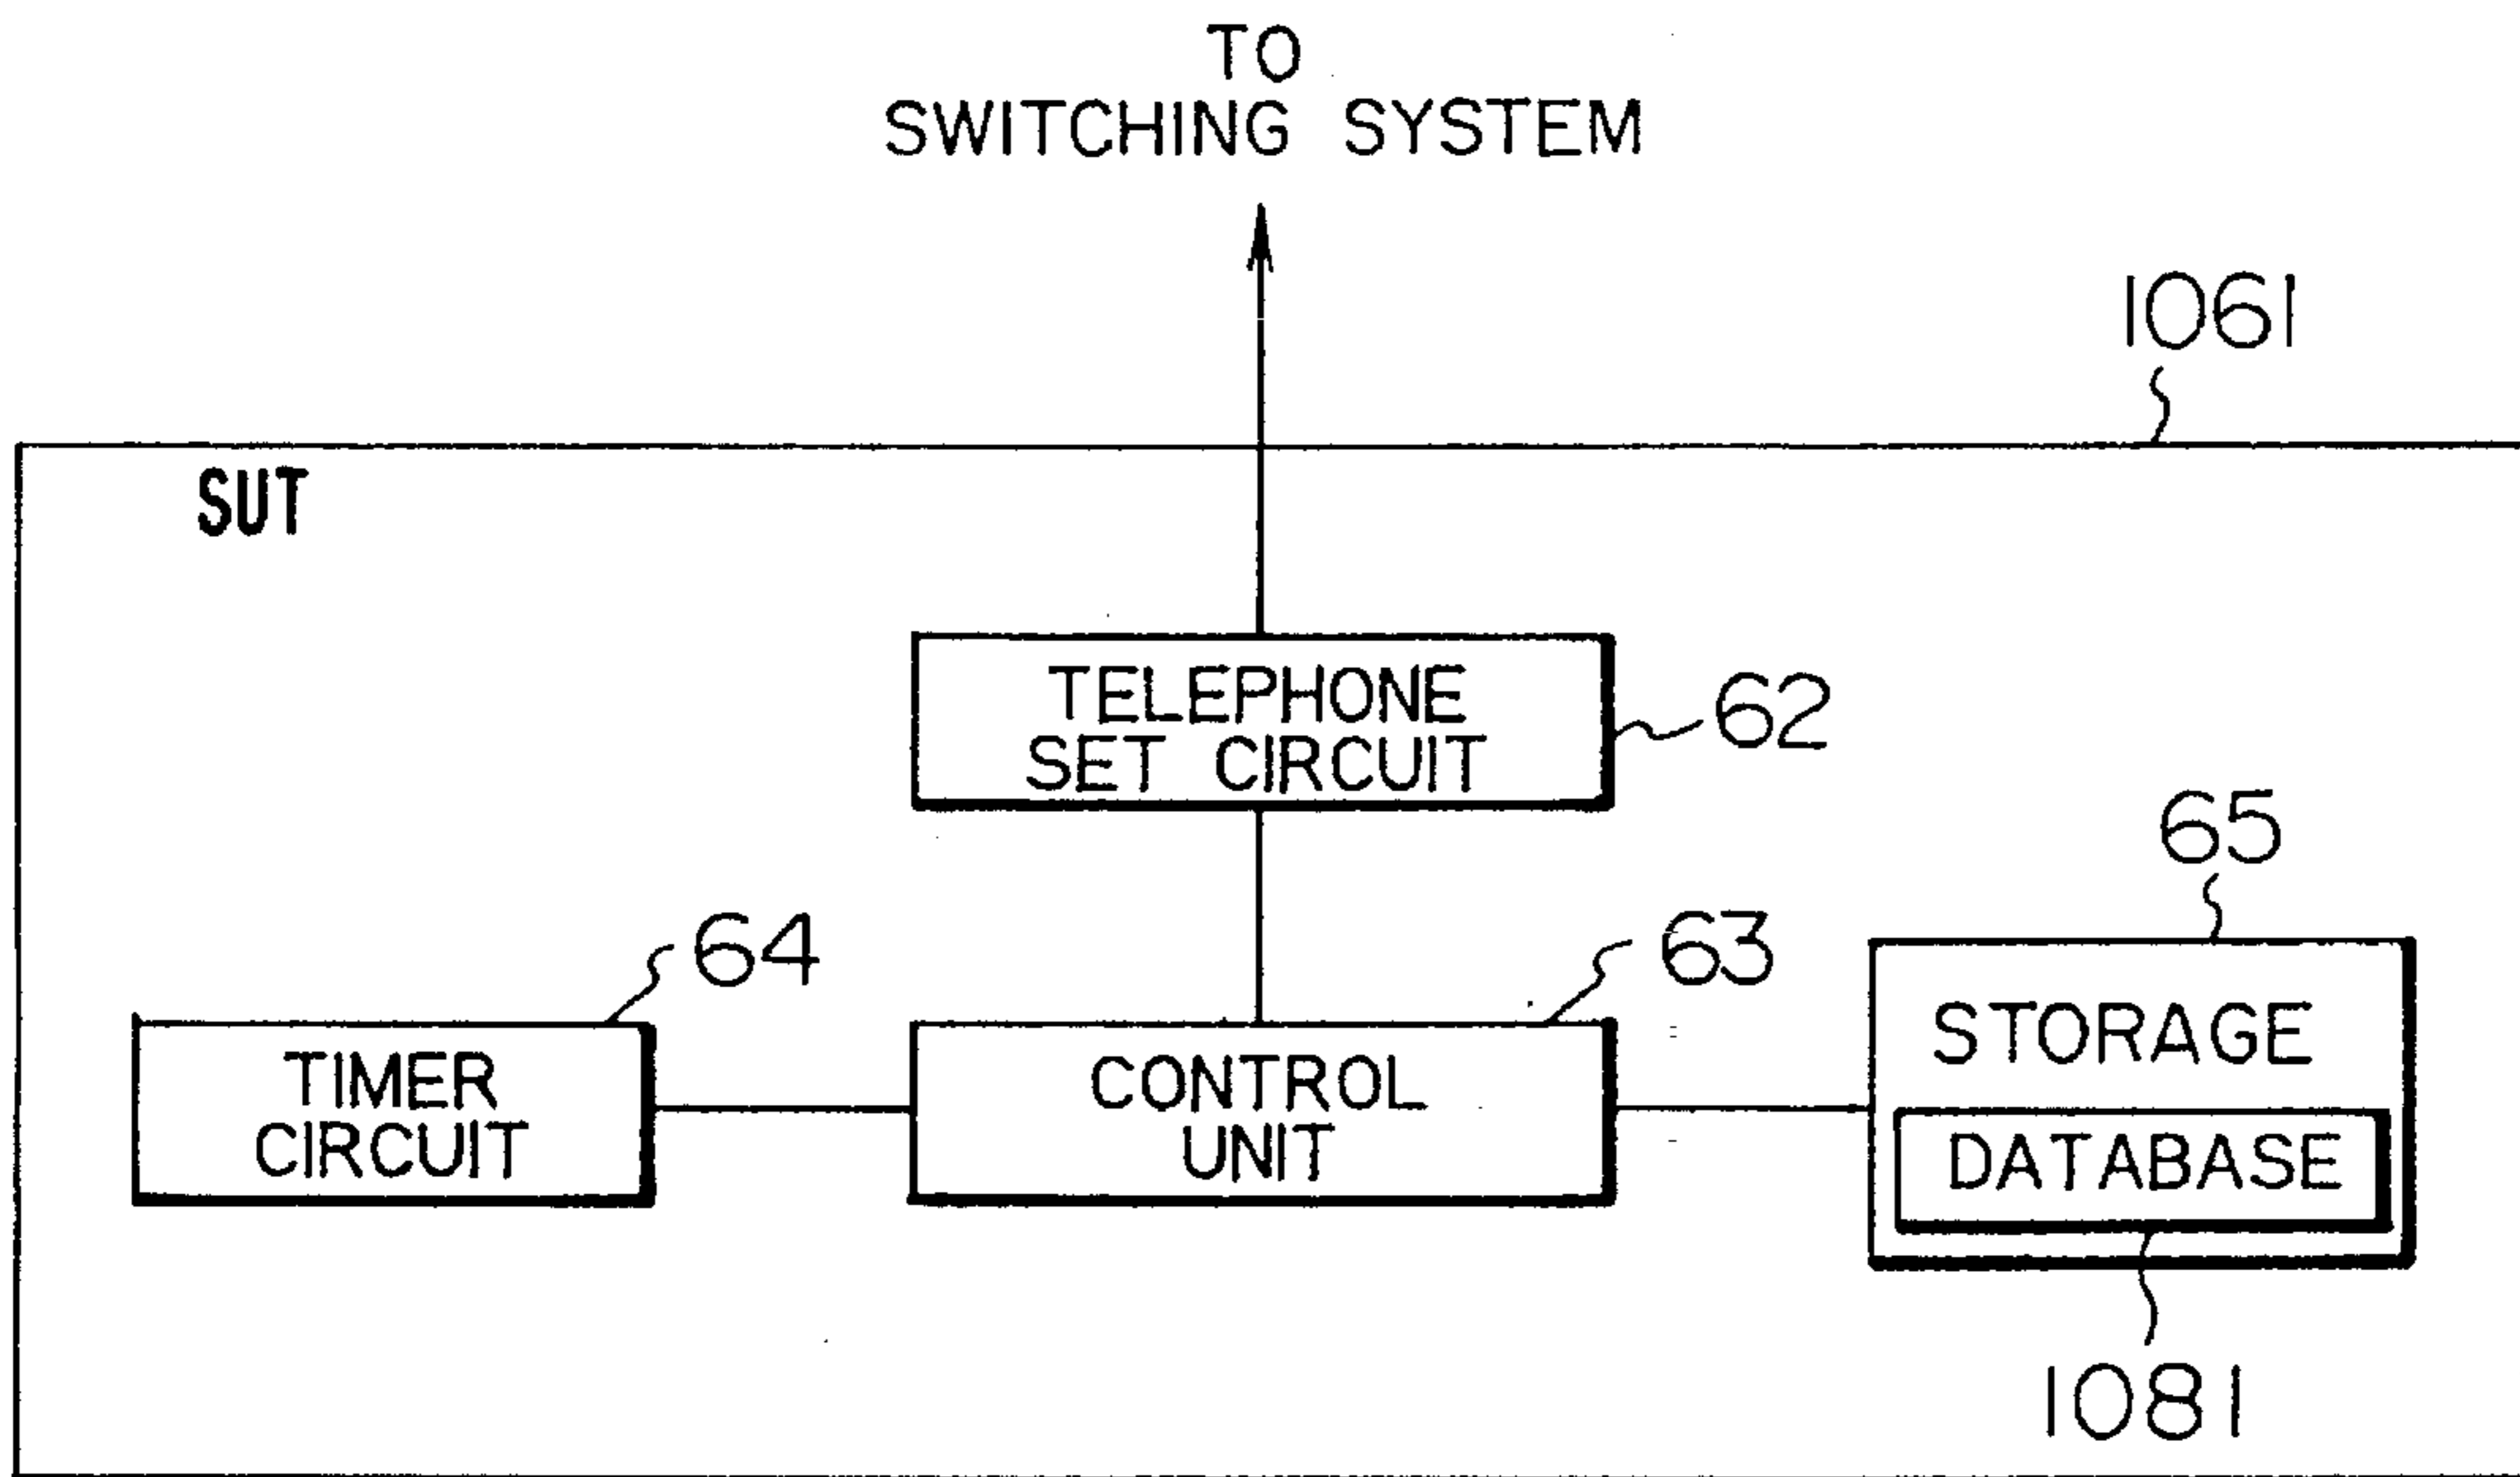 TO
SWITCHING SYSTEM
1061
SUT
TELEPHONE
SET CIRCUIT
62
65
64
63
TIMER
CIRCUIT
CONTROL
UNIT
STORAGE
DATABASE
1081